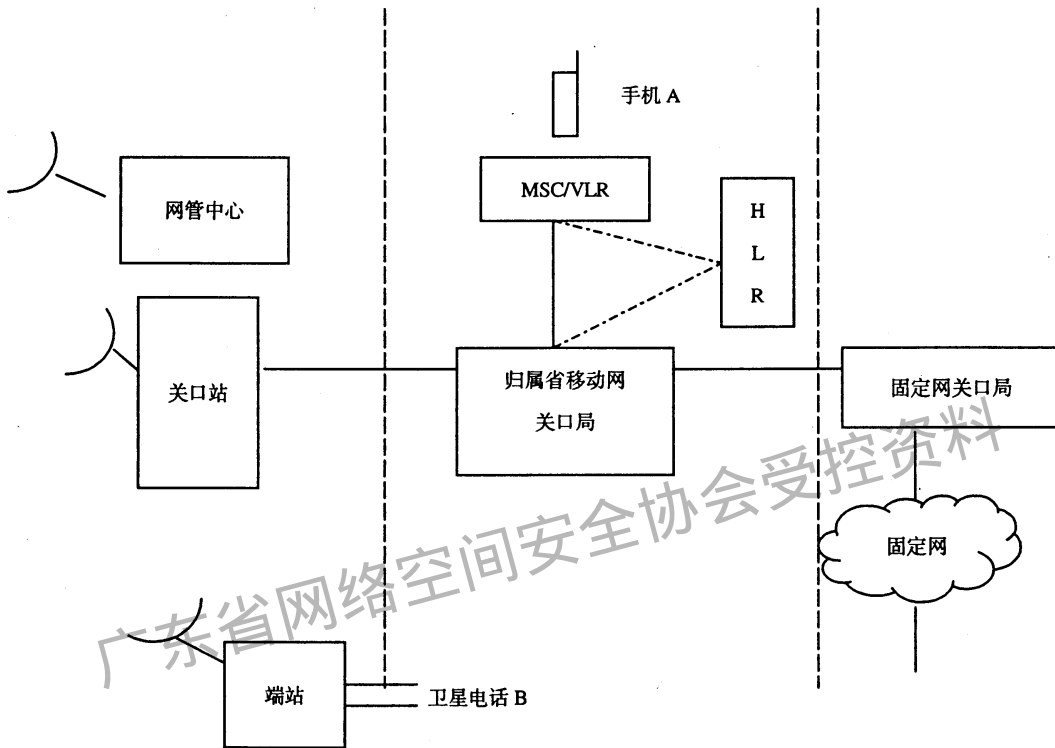 手机 A
网管中心
MSC/VLR
H
L
R
关口站
归属省移动网
关口局
固定网关口局
固定网
广东省网络空间安全协会受控资料
端站
卫星电话 B